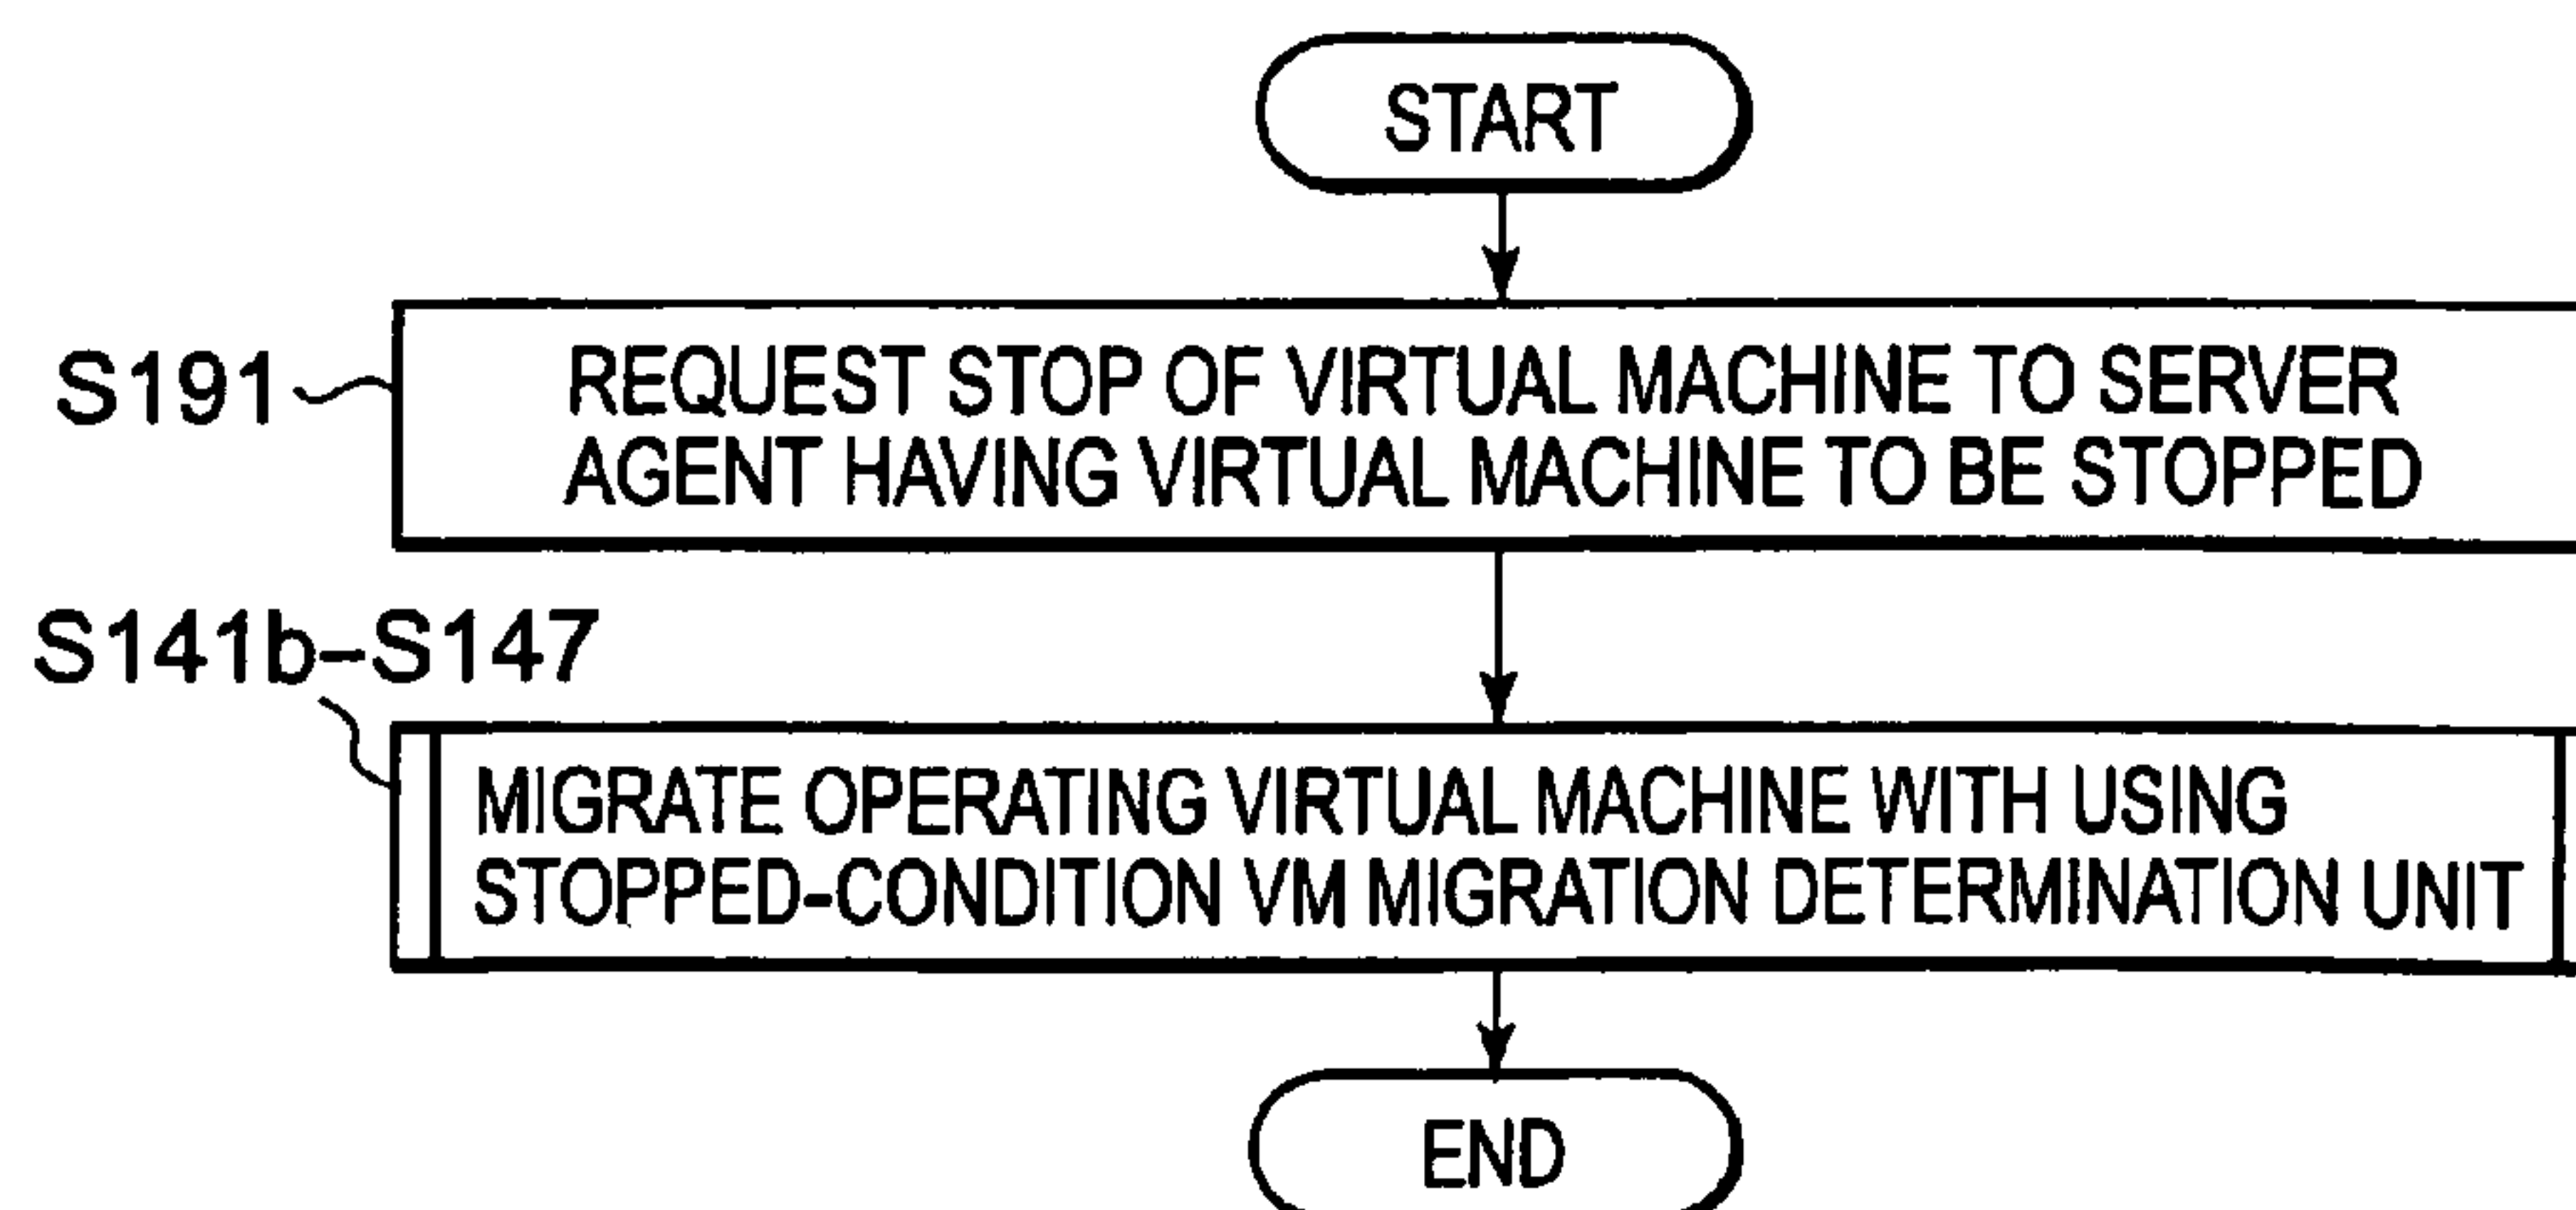 START
S191
REQUEST STOP OF VIRTUAL MACHINE TO SERVER
AGENT HAVING VIRTUAL MACHINE TO BE STOPPED
S141b-S147
MIGRATE OPERATING VIRTUAL MACHINE WITH USING
STOPPED-CONDITION VM MIGRATION DETERMINATION UNIT
END